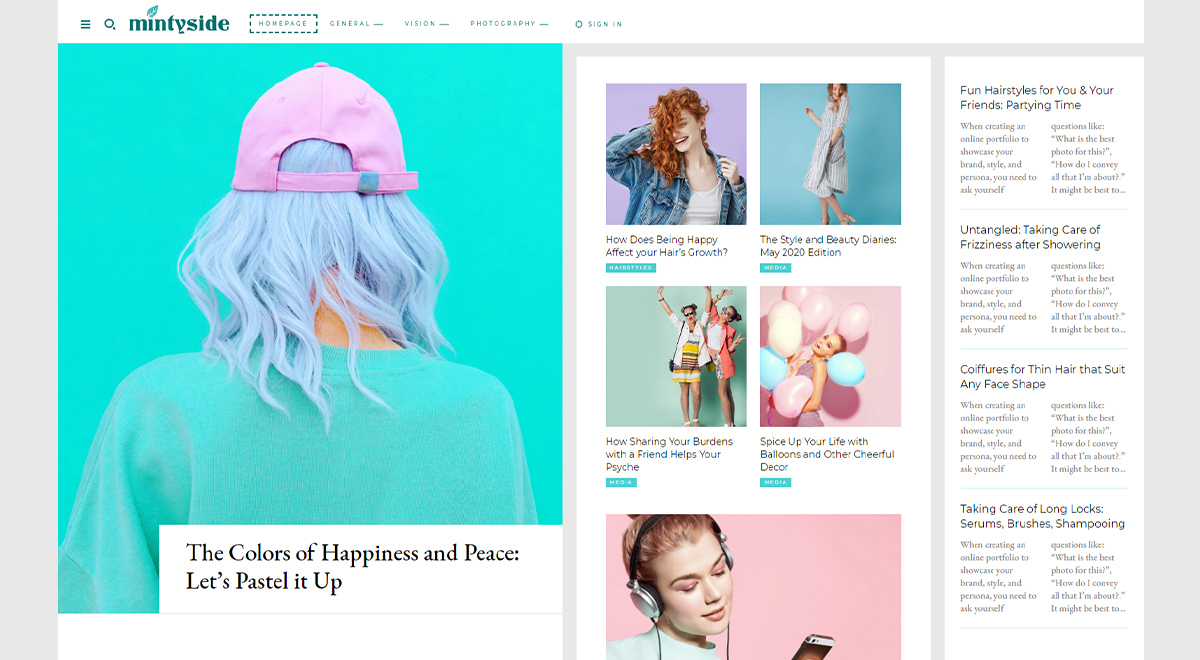 mintyside
HOMEPAGE
GENERAL
VISION
PHOTOGRAPHY
SIGN IN
The Colors of Happiness and Peace:
Let's Pastel it Up
How Does Being Happy
Affect your Hair's Growth?
HAIRSTYLES
The Style and Beauty Diaries:
May 2020 Edition
MEDIA
How Sharing Your Burdens
with a Friend Helps Your
Psyche
MEDIA
Spice Up Your Life with
Balloons and Other Cheerful
Decor
MEDIA
Fun Hairstyles for You & Your
Friends: Partying Time
When creating an
online portfolio to
showcase your
brand, style, and
persona, you need to
ask yourself
questions like:
“What is the best
photo for this?”,
“How do I convey
all that I'm about?.”
It might be best to...
Untangled: Taking Care of
Frizziness after Showering
When creating an
online portfolio to
showcase your
brand, style, and
persona, you need to
ask yourself
questions like:
“What is the best
photo for this?”,
“How do I convey
all that I'm about?.”
It might be best to...
Coiffures for Thin Hair that Suit
Any Face Shape
When creating an
online portfolio to
showcase your
brand, style, and
persona, you need to
ask yourself
questions like:
“What is the best
photo for this?”,
“How do I convey
all that I'm about?.”
It might be best to...
Taking Care of Long Locks:
Serums, Brushes, Shampooing
When creating an
online portfolio to
showcase your
brand, style, and
persona, you need to
ask yourself
questions like:
“What is the best
photo for this?”,
“How do I convey
all that I'm about?.”
It might be best to...